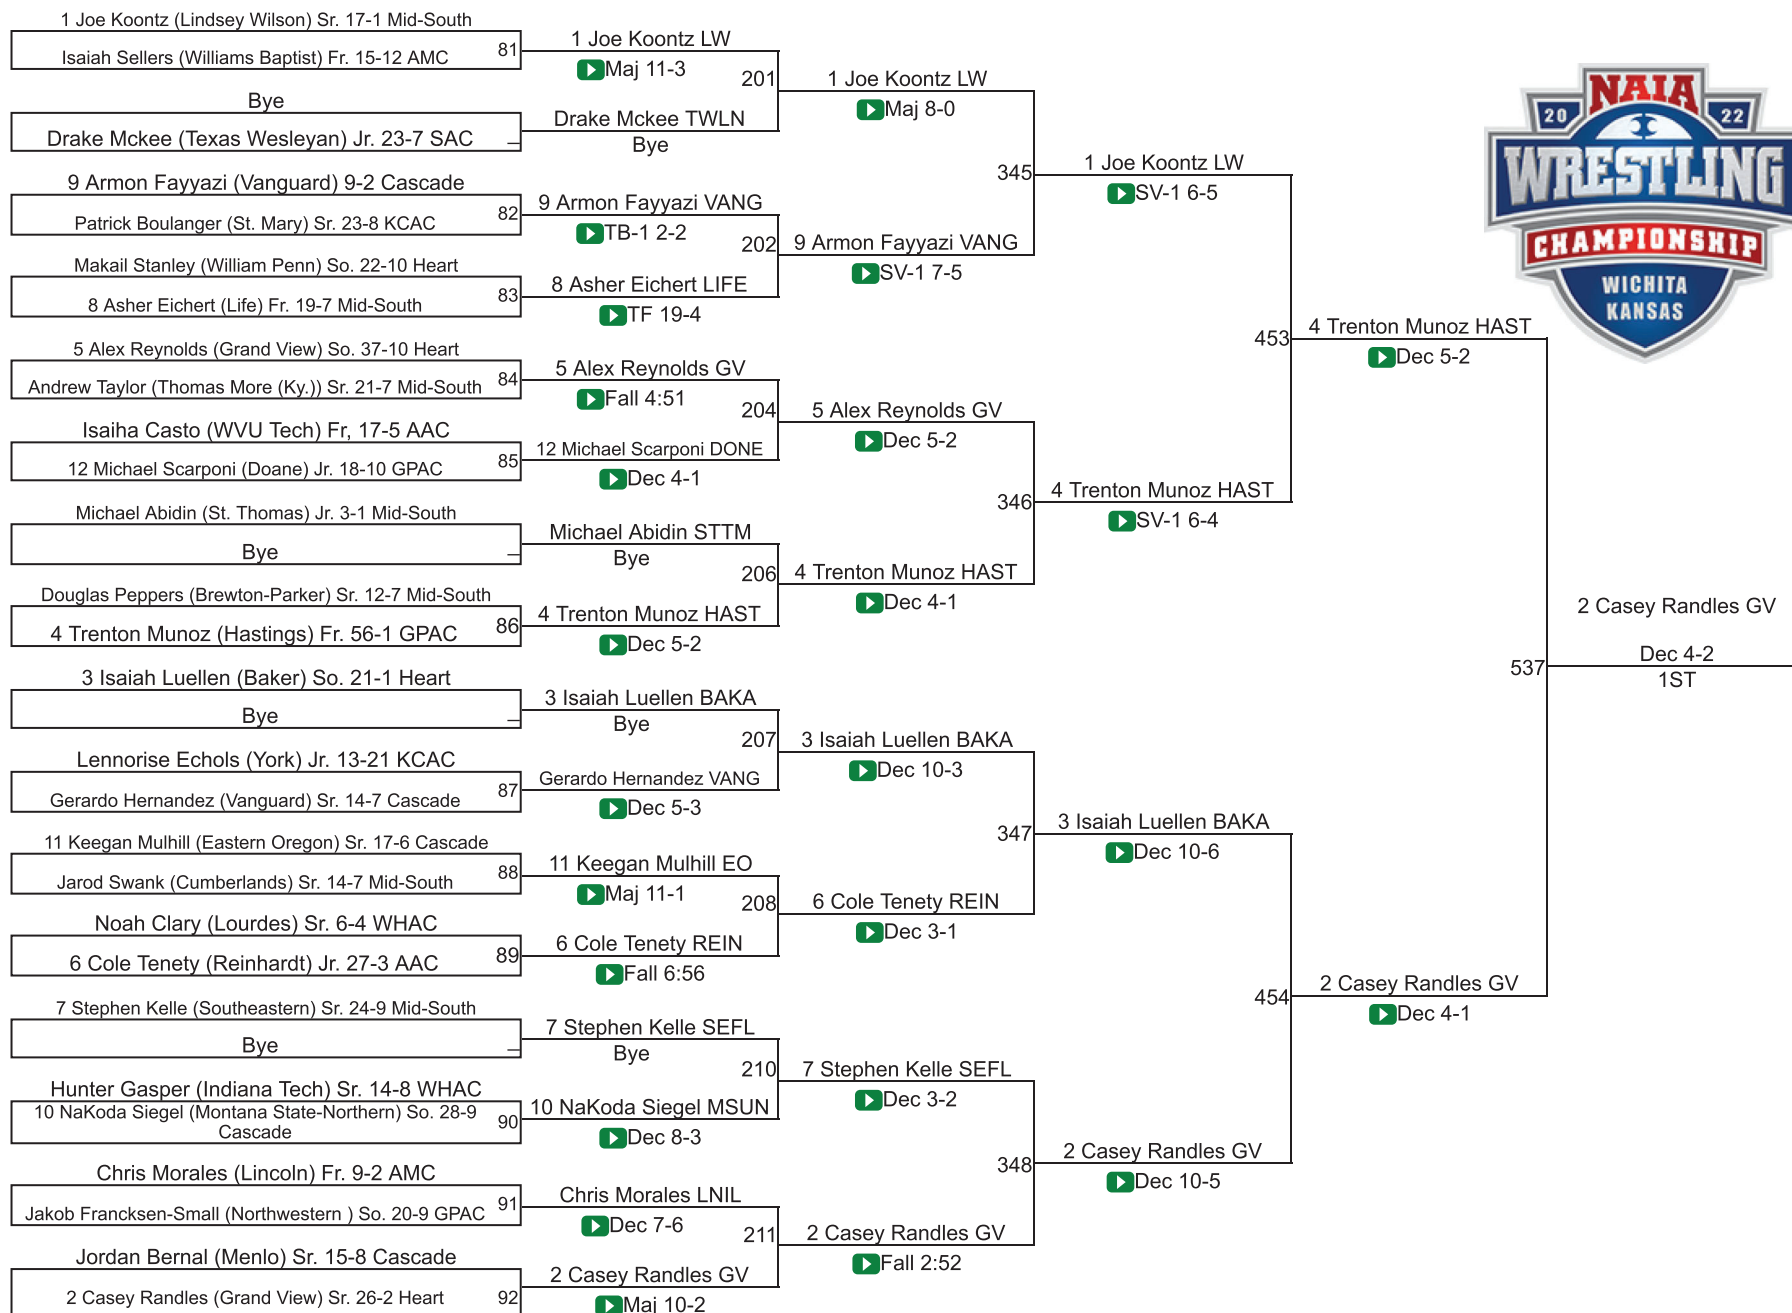 1 Joe Koontz (Lindsey Wilson) Sr. 17-1 Mid-South
Isaiah Sellers (Williams Baptist) Fr. 15-12 AMC
81
Bye
Drake Mckee (Texas Wesleyan) Jr. 23-7 SAC
9 Armon Fayyazi (Vanguard) 9-2 Cascade
Patrick Boulanger (St. Mary) Sr. 23-8 KCAC
82
Makail Stanley (William Penn) So. 22-10 Heart
8 Asher Eichert (Life) Fr. 19-7 Mid-South
83
5 Alex Reynolds (Grand View) So. 37-10 Heart
Andrew Taylor (Thomas More (Ky.)) Sr. 21-7 Mid-South
84
Isaiha Casto (WVU Tech) Fr, 17-5 AAC
12 Michael Scarponi (Doane) Jr. 18-10 GPAC
85
Michael Abidin (St. Thomas) Jr. 3-1 Mid-South
Bye
Douglas Peppers (Brewton-Parker) Sr. 12-7 Mid-South
4 Trenton Munoz (Hastings) Fr. 56-1 GPAC
86
3 Isaiah Luellen (Baker) So. 21-1 Heart
Bye
Lennorise Echols (York) Jr. 13-21 KCAC
Gerardo Hernandez (Vanguard) Sr. 14-7 Cascade
87
11 Keegan Mulhill (Eastern Oregon) Sr. 17-6 Cascade
Jarod Swank (Cumberlands) Sr. 14-7 Mid-South
88
Noah Clary (Lourdes) Sr. 6-4 WHAC
6 Cole Tenety (Reinhardt) Jr. 27-3 AAC
89
7 Stephen Kelle (Southeastern) Sr. 24-9 Mid-South
Bye
Hunter Gasper (Indiana Tech) Sr. 14-8 WHAC
10 NaKoda Siegel (Montana State-Northern) So. 28-9
Cascade
90
Chris Morales (Lincoln) Fr. 9-2 AMC
Jakob Francksen-Small (Northwestern ) So. 20-9 GPAC
91
Jordan Bernal (Menlo) Sr. 15-8 Cascade
2 Casey Randles (Grand View) Sr. 26-2 Heart
92
1 Joe Koontz LW
Maj 11-3
201
Drake Mckee TWLN
Bye
9 Armon Fayyazi VANG
TB-1 2-2
202
8 Asher Eichert LIFE
TF 19-4
5 Alex Reynolds GV
Fall 4:51
204
12 Michael Scarponi DONE
Dec 4-1
Michael Abidin STTM
Bye
206
4 Trenton Munoz HAST
Dec 5-2
3 Isaiah Luellen BAKA
Bye
207
Gerardo Hernandez VANG
Dec 5-3
11 Keegan Mulhill EO
Maj 11-1
208
6 Cole Tenety REIN
Fall 6:56
7 Stephen Kelle SEFL
Bye
210
10 NaKoda Siegel MSUN
Dec 8-3
Chris Morales LNIL
Dec 7-6
211
2 Casey Randles GV
Maj 10-2
1 Joe Koontz LW
Maj 8-0
345
9 Armon Fayyazi VANG
SV-1 7-5
5 Alex Reynolds GV
Dec 5-2
346
4 Trenton Munoz HAST
Dec 4-1
3 Isaiah Luellen BAKA
Dec 10-3
347
6 Cole Tenety REIN
Dec 3-1
7 Stephen Kelle SEFL
Dec 3-2
348
2 Casey Randles GV
Fall 2:52
1 Joe Koontz LW
SV-1 6-5
453
4 Trenton Munoz HAST
SV-1 6-4
3 Isaiah Luellen BAKA
Dec 10-6
454
2 Casey Randles GV
Dec 10-5
4 Trenton Munoz HAST
Dec 5-2
537
2 Casey Randles GV
Dec 4-1
2 Casey Randles GV
Dec 4-2
1ST
NAIA
20 22
WRESTLING
CHAMPIONSHIP
WICHITA
KANSAS